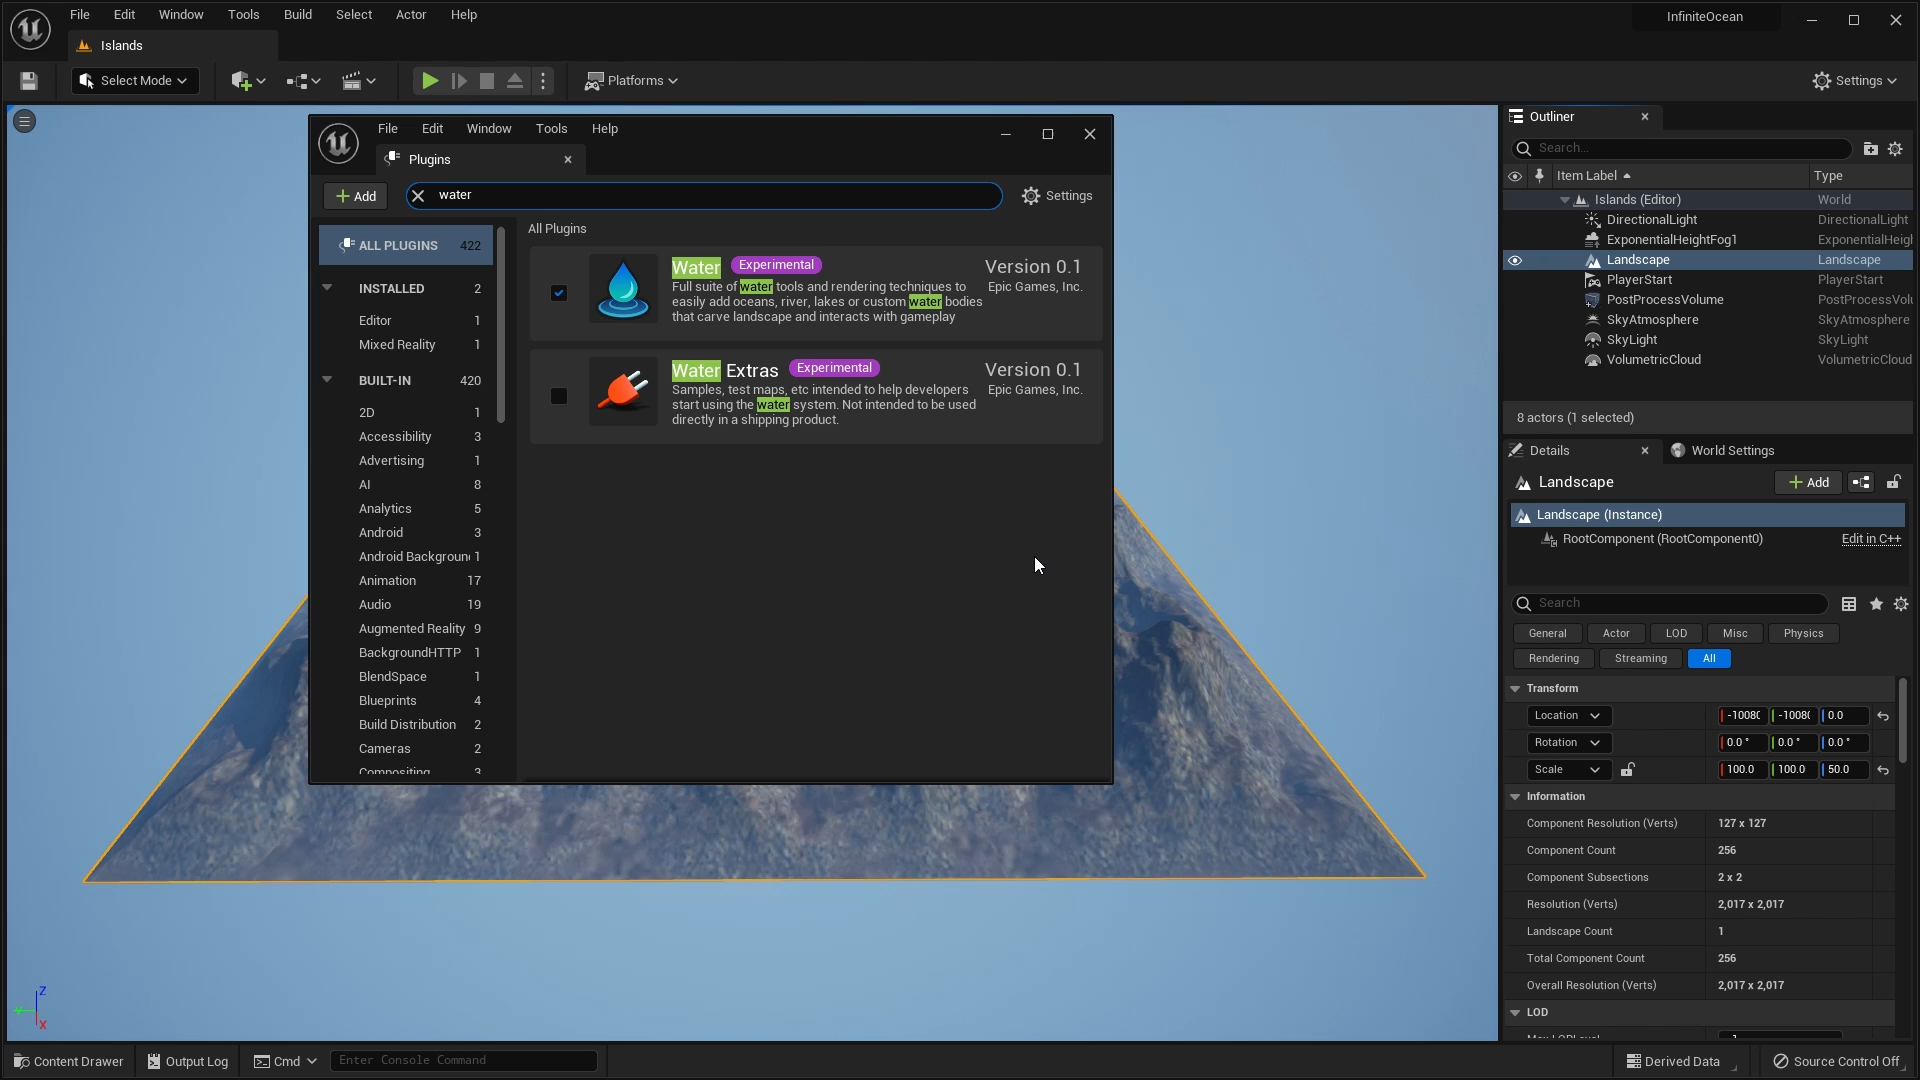 File Edit Window Tools Build Select Actor Help
InfiniteOcean
Islands
Select Mode
Platforms
Settings
File Edit Window Tools Help
Plugins
Add
water
Settings
ALL PLUGINS 422
INSTALLED 2
Editor 1
Mixed Reality 1
BUILT-IN 420
2D 1
Accessibility 3
Advertising 1
AI 8
Analytics 5
Android 3
Android Backgroun 1
Animation 17
Audio 19
Augmented Reality 9
BackgroundHTTP 1
BlendSpace 1
Blueprints 4
Build Distribution 2
Cameras 2
Compositing 3
All Plugins
Water Experimental Version 0.1
Full suite of water tools and rendering techniques to
easily add oceans, river, lakes or custom water bodies
that carve landscape and interacts with gameplay
Epic Games, Inc.
Water Extras Experimental Version 0.1
Samples, test maps, etc intended to help developers
start using the water system. Not intended to be used
directly in a shipping product.
Epic Games, Inc.
Outliner
Search...
Item Label Type
Islands (Editor) World
DirectionalLight DirectionalLight
ExponentialHeightFog1 ExponentialHeigh
Landscape Landscape
PlayerStart PlayerStart
PostProcessVolume PostProcessVolu
SkyAtmosphere SkyAtmosphere
SkyLight SkyLight
VolumetricCloud VolumetricCloud
8 actors (1 selected)
Details World Settings
Landscape Add
Landscape (Instance)
RootComponent (RootComponent0) Edit in C++
Search
General Actor LOD Misc Physics
Rendering Streaming All
Transform
Location -10080 -10080 0.0
Rotation 0.0 ° 0.0 ° 0.0 °
Scale 100.0 100.0 50.0
Information
Component Resolution (Verts) 127 x 127
Component Count 256
Component Subsections 2 x 2
Resolution (Verts) 2,017 x 2,017
Landscape Count 1
Total Component Count 256
Overall Resolution (Verts) 2,017 x 2,017
LOD
Z
X
Content Drawer Output Log Cmd Enter Console Command
Derived Data Source Control Off